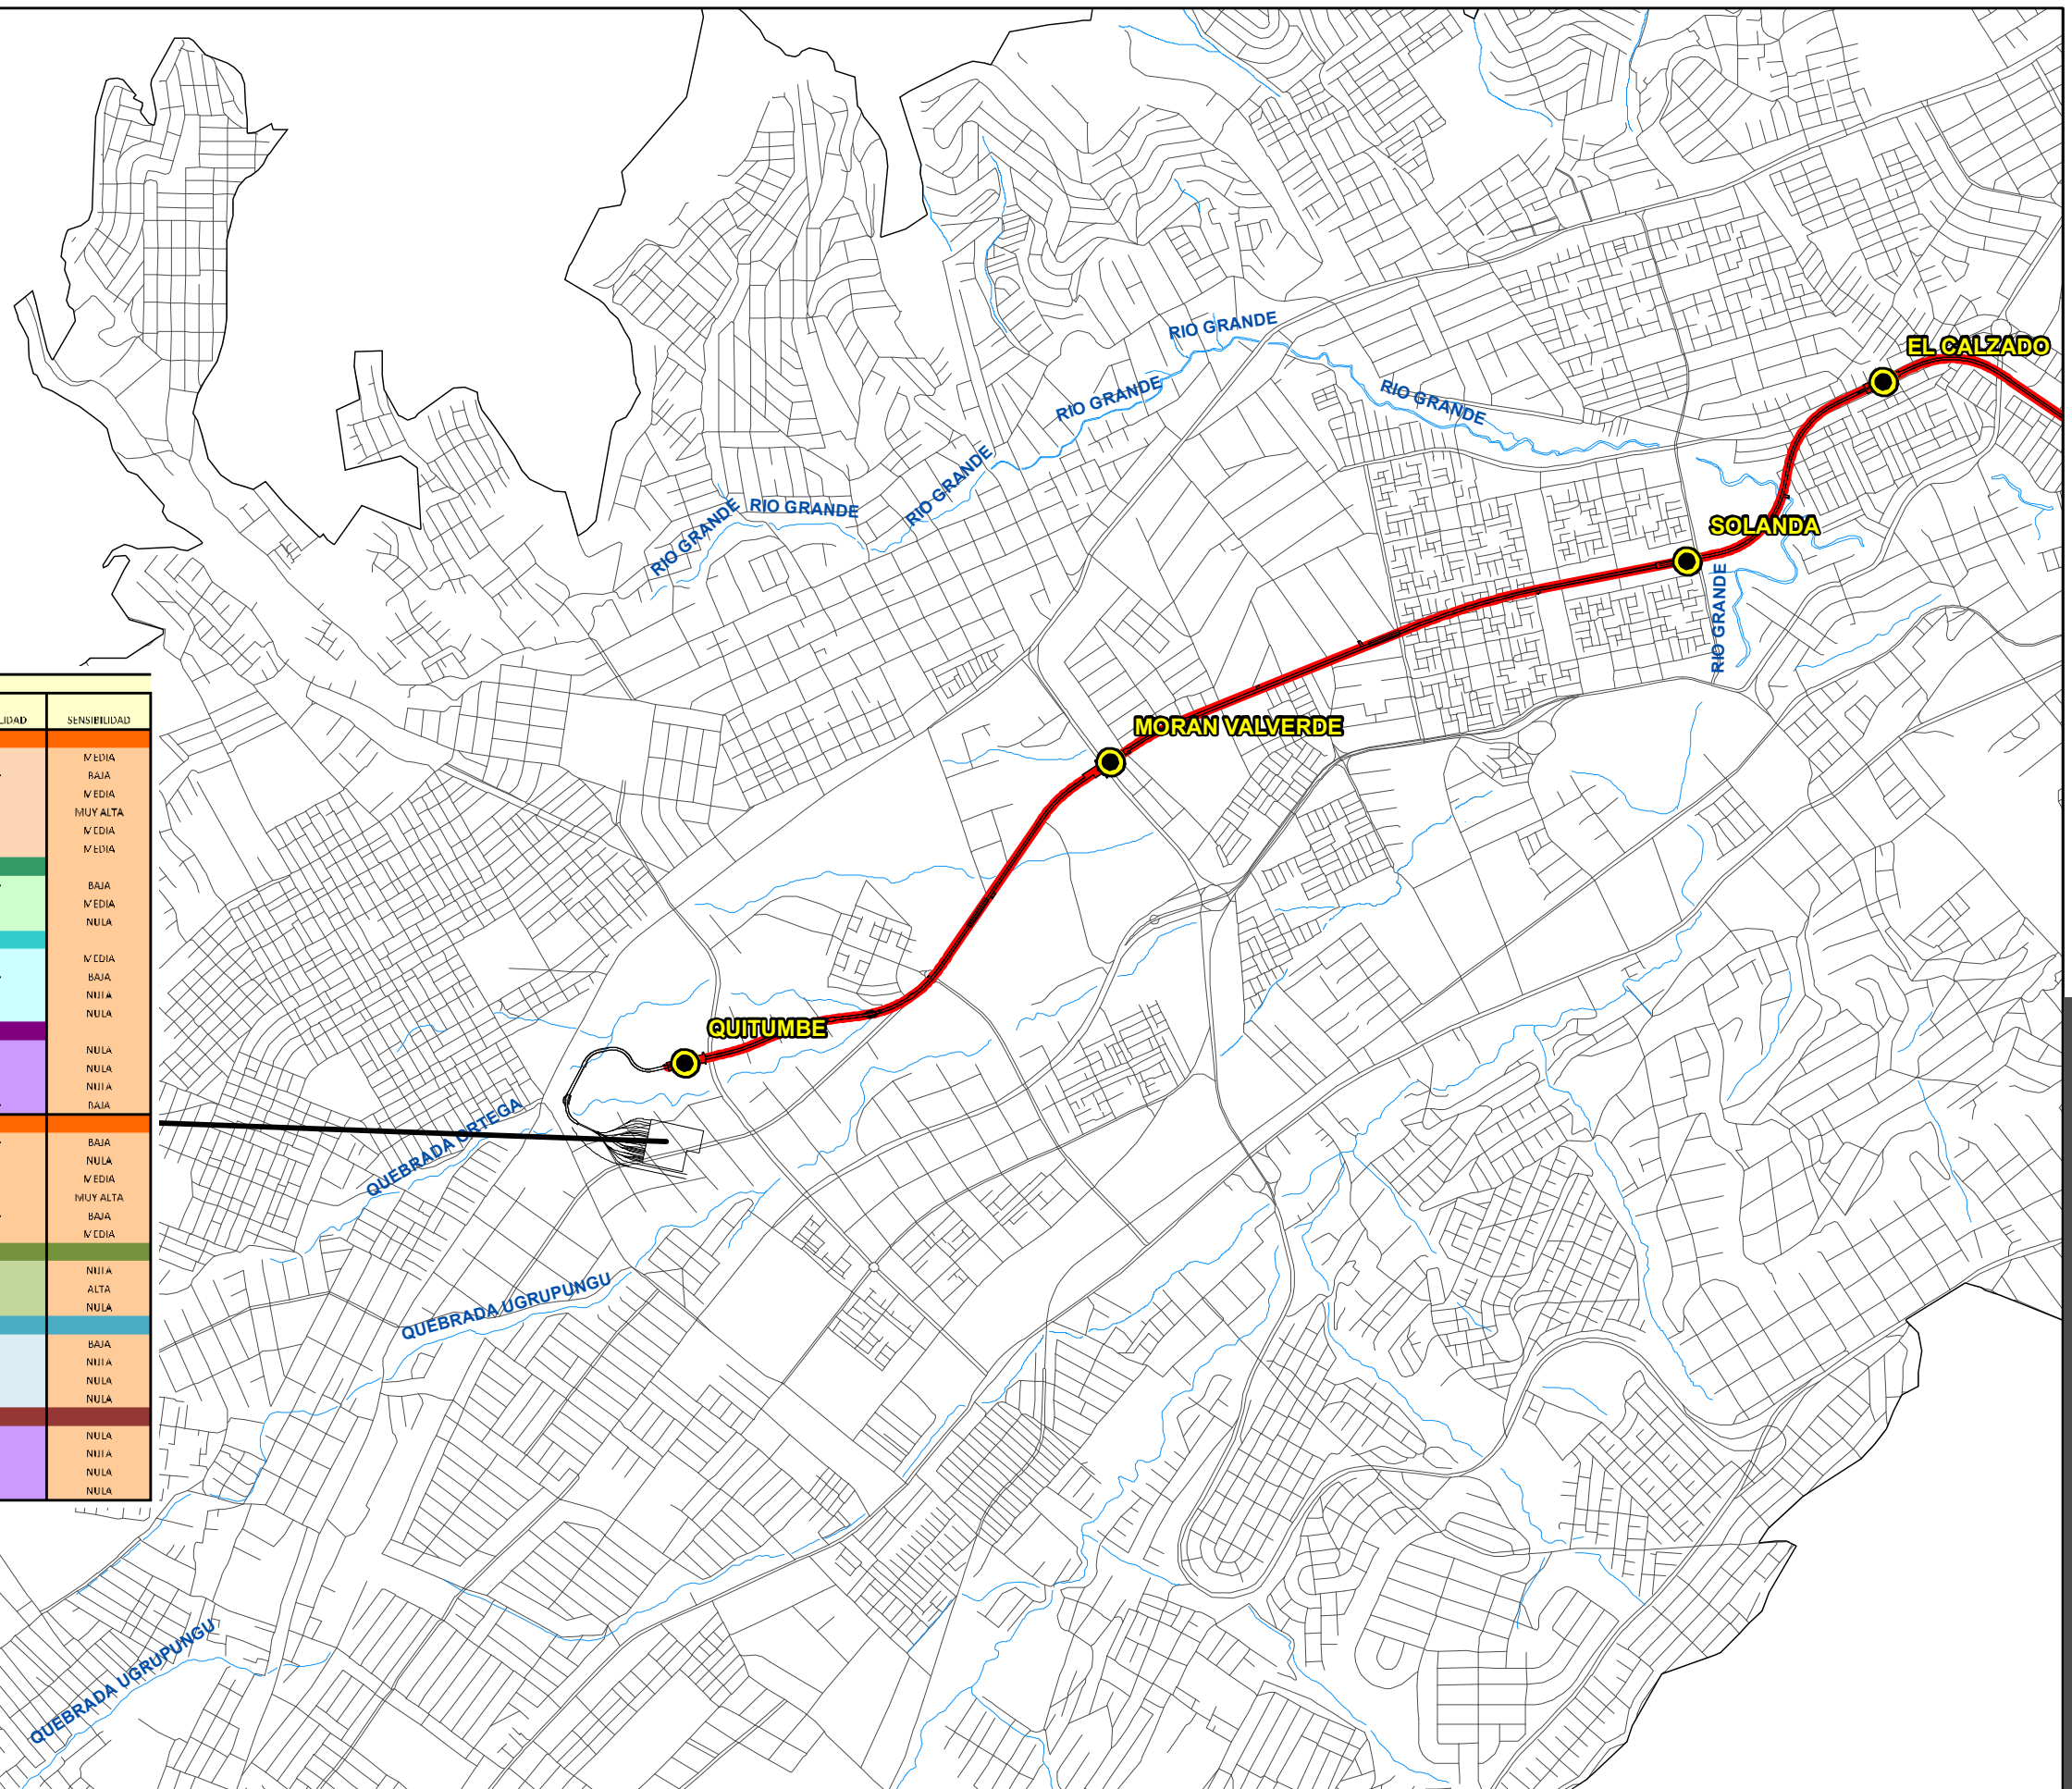 RIO GRANDE
EL CALZADO
RIO GRANDE
RIO GRANDE
RIO GRANDE
RIO GRANDE
RIO GRANDE
SOLANDA
RIO GRANDE
MORAN VALVERDE
QUITUMBE
QUEBRADA ORTEGA
QUEBRADA UGRUPUNGU
QUEBRADA UGRUPUNGU
LIDAD SENSIBILIDAD
MEDIA
BAJA
MEDIA
MUY ALTA
MEDIA
MEDIA
BAJA
MEDIA
NULA
MEDIA
BAJA
NULA
NULA
NULA
NULA
NULA
BAJA
BAJA
NULA
MEDIA
MUY ALTA
BAJA
MEDIA
NULA
ALTA
NULA
BAJA
NULA
NULA
NULA
NULA
NULA
NULA
NULA